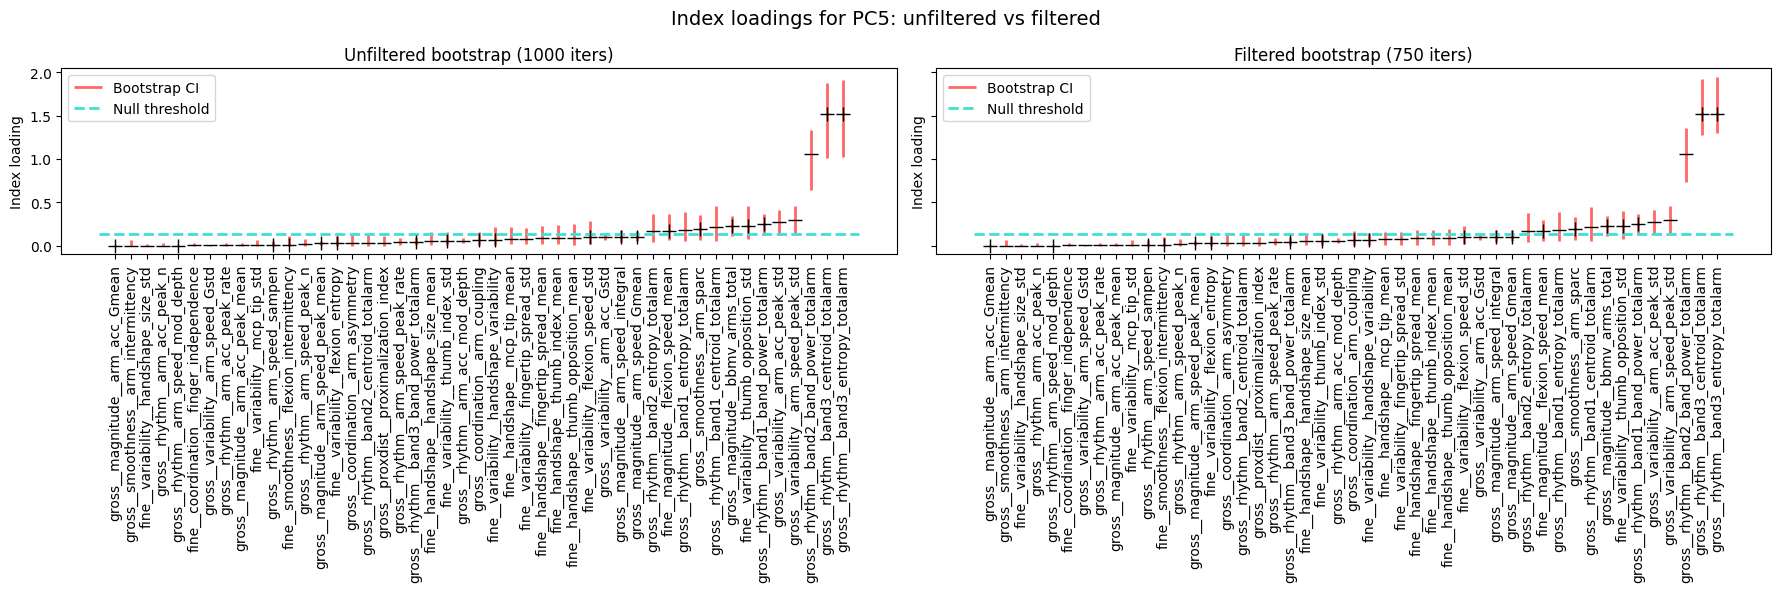 Index loadings for PC5: unfiltered vs filtered
Unfiltered bootstrap (1000 iters)
Index loading
2.0
1.5
1.0
0.5
0.0
Bootstrap CI
Null threshold
gross__magnitude__arm_acc_Gmean
gross__smoothness__arm_intermittency
fine__variability__handshape_size_std
gross__rhythm__arm_acc_peak_n
gross__rhythm__arm_speed_mod_depth
fine__coordination__finger_independence
gross__variability__arm_speed_Gstd
gross__rhythm__arm_acc_peak_rate
gross__magnitude__arm_acc_peak_mean
fine__variability__mcp_tip_std
gross__rhythm__arm_speed_sampen
fine__smoothness__flexion_intermittency
gross__rhythm__arm_speed_peak_n
gross__magnitude__arm_speed_peak_mean
fine__variability__flexion_entropy
gross__coordination__arm_asymmetry
gross__rhythm__band2_centroid_totalarm
gross__proxdist__proximalization_index
gross__rhythm__arm_speed_peak_rate
gross__rhythm__band3_band_power_totalarm
fine__handshape__handshape_size_mean
fine__variability__thumb_index_std
gross__rhythm__arm_acc_mod_depth
gross__coordination__arm_coupling
fine__variability__handshape_variability
fine__handshape__mcp_tip_mean
fine__variability__fingertip_spread_std
fine__handshape__fingertip_spread_mean
fine__handshape__thumb_index_mean
fine__handshape__thumb_opposition_mean
fine__variability__flexion_speed_std
gross__variability__arm_acc_Gstd
gross__magnitude__arm_speed_integral
gross__magnitude__arm_speed_Gmean
gross__rhythm__band2_entropy_totalarm
fine__magnitude__flexion_speed_mean
gross__rhythm__band1_entropy_totalarm
gross__smoothness__arm_sparc
gross__rhythm__band1_centroid_totalarm
gross__magnitude__bbmv_arms_total
fine__variability__thumb_opposition_std
gross__rhythm__band1_band_power_totalarm
gross__variability__arm_acc_peak_std
gross__variability__arm_speed_peak_std
gross__rhythm__band2_band_power_totalarm
gross__rhythm__band3_centroid_totalarm
gross__rhythm__band3_entropy_totalarm
Filtered bootstrap (750 iters)
Index loading
Bootstrap CI
Null threshold
gross__magnitude__arm_acc_Gmean
gross__smoothness__arm_intermittency
fine__variability__handshape_size_std
gross__rhythm__arm_acc_peak_n
gross__rhythm__arm_speed_mod_depth
fine__coordination__finger_independence
gross__variability__arm_speed_Gstd
gross__rhythm__arm_acc_peak_rate
gross__magnitude__arm_acc_peak_mean
fine__variability__mcp_tip_std
gross__rhythm__arm_speed_sampen
fine__smoothness__flexion_intermittency
gross__rhythm__arm_speed_peak_n
gross__magnitude__arm_speed_peak_mean
fine__variability__flexion_entropy
gross__coordination__arm_asymmetry
gross__rhythm__band2_centroid_totalarm
gross__proxdist__proximalization_index
gross__rhythm__arm_speed_peak_rate
gross__rhythm__band3_band_power_totalarm
fine__handshape__handshape_size_mean
fine__variability__thumb_index_std
gross__rhythm__arm_acc_mod_depth
gross__coordination__arm_coupling
fine__variability__handshape_variability
fine__handshape__mcp_tip_mean
fine__variability__fingertip_spread_std
fine__handshape__fingertip_spread_mean
fine__handshape__thumb_index_mean
fine__handshape__thumb_opposition_mean
fine__variability__flexion_speed_std
gross__variability__arm_acc_Gstd
gross__magnitude__arm_speed_integral
gross__magnitude__arm_speed_Gmean
gross__rhythm__band2_entropy_totalarm
fine__magnitude__flexion_speed_mean
gross__rhythm__band1_entropy_totalarm
gross__smoothness__arm_sparc
gross__rhythm__band1_centroid_totalarm
gross__magnitude__bbmv_arms_total
fine__variability__thumb_opposition_std
gross__rhythm__band1_band_power_totalarm
gross__variability__arm_acc_peak_std
gross__variability__arm_speed_peak_std
gross__rhythm__band2_band_power_totalarm
gross__rhythm__band3_centroid_totalarm
gross__rhythm__band3_entropy_totalarm